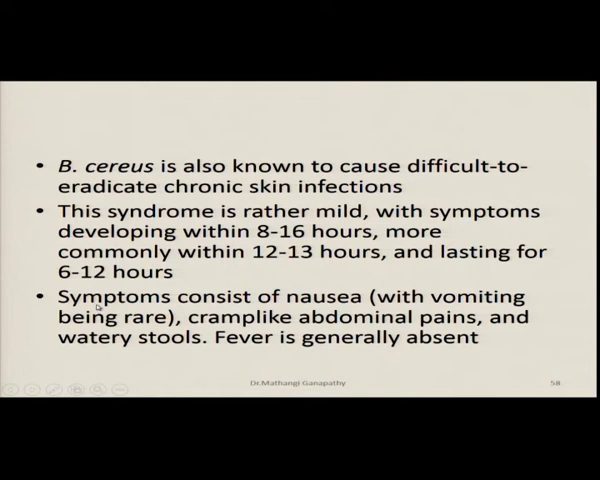 • B. cereus is also known to cause difficult-to-
eradicate chronic skin infections
• This syndrome is rather mild, with symptoms
developing within 8-16 hours, more
commonly within 12-13 hours, and lasting for
6-12 hours
• Symptoms consist of nausea (with vomiting
being rare), cramplike abdominal pains, and
watery stools. Fever is generally absent
Dr.Mathangi Ganapathy
58